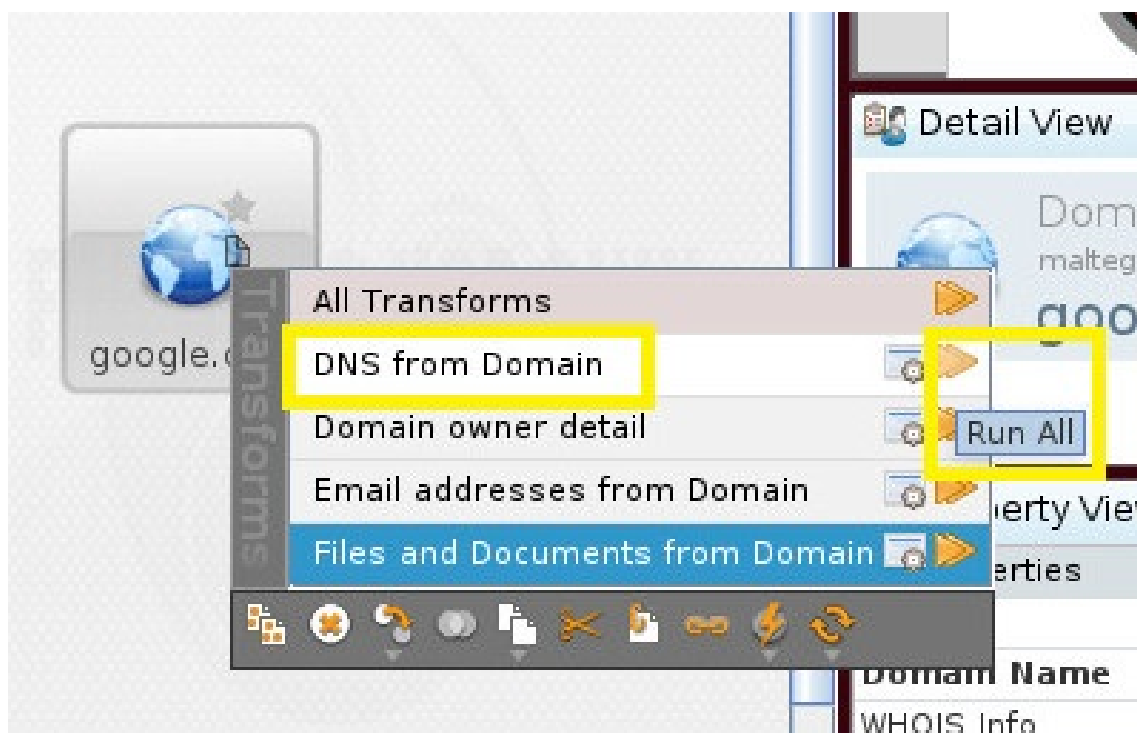 Detail View
Dom
malteg
goo
google.
Transforms
All Transforms
DNS from Domain
Domain owner detail
Run All
Email addresses from Domain
erty Vie
Files and Documents from Domain
erties
Domain Name
WHOIS Info